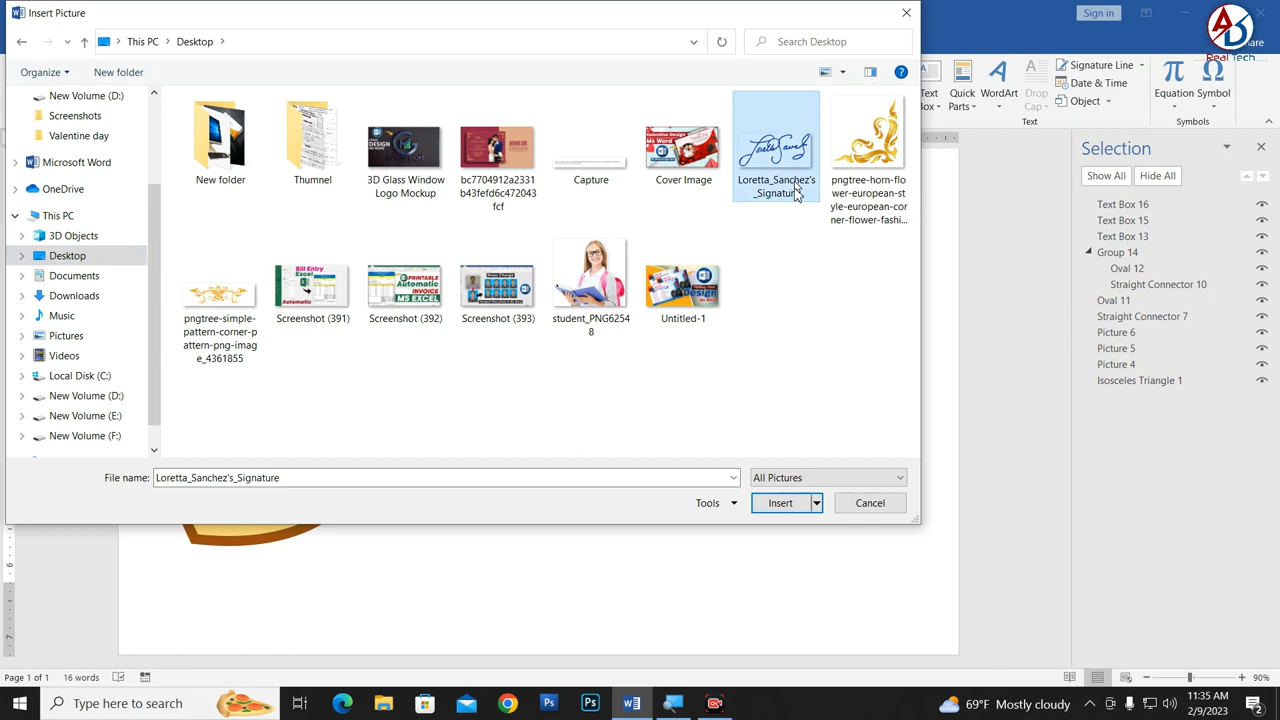 Insert Picture
Sign in
Share
Real Tech
This PC
Desktop
Search Desktop
Organize
New folder
Text
Box
Quick
Parts
WordArt
Drop
Cap
Signature Line
Date & Time
Object
Equation
Symbol
Text
Symbols
New Volume (D:)
Screenshots
Valentine day
Microsoft Word
OneDrive
This PC
3D Objects
Desktop
Documents
Downloads
Music
Pictures
Videos
Local Disk (C:)
New Volume (D:)
New Volume (E:)
New Volume (F:)
New folder
Thumnel
3D Glass Window
Logo Mockup
bc7704912a2331
b43fefd6c472043
fcf
Capture
Cover Image
Loretta_Sanchez's
_Signature
pngtree-horn-flo
wer-european-st
yle-european-cor
ner-flower-fashi...
pngtree-simple-
pattern-corner-p
attern-png-imag
e_4361855
Screenshot (391)
Screenshot (392)
Screenshot (393)
student_PNG6254
8
Untitled-1
File name:
Loretta_Sanchez's_Signature
All Pictures
Tools
Insert
Cancel
Selection
Show All
Hide All
Text Box 16
Text Box 15
Text Box 13
Group 14
Oval 12
Straight Connector 10
Oval 11
Straight Connector 7
Picture 6
Picture 5
Picture 4
Isosceles Triangle 1
6
7
Page 1 of 1
16 words
90%
Type here to search
69°F Mostly cloudy
11:35 AM
2/9/2023
2